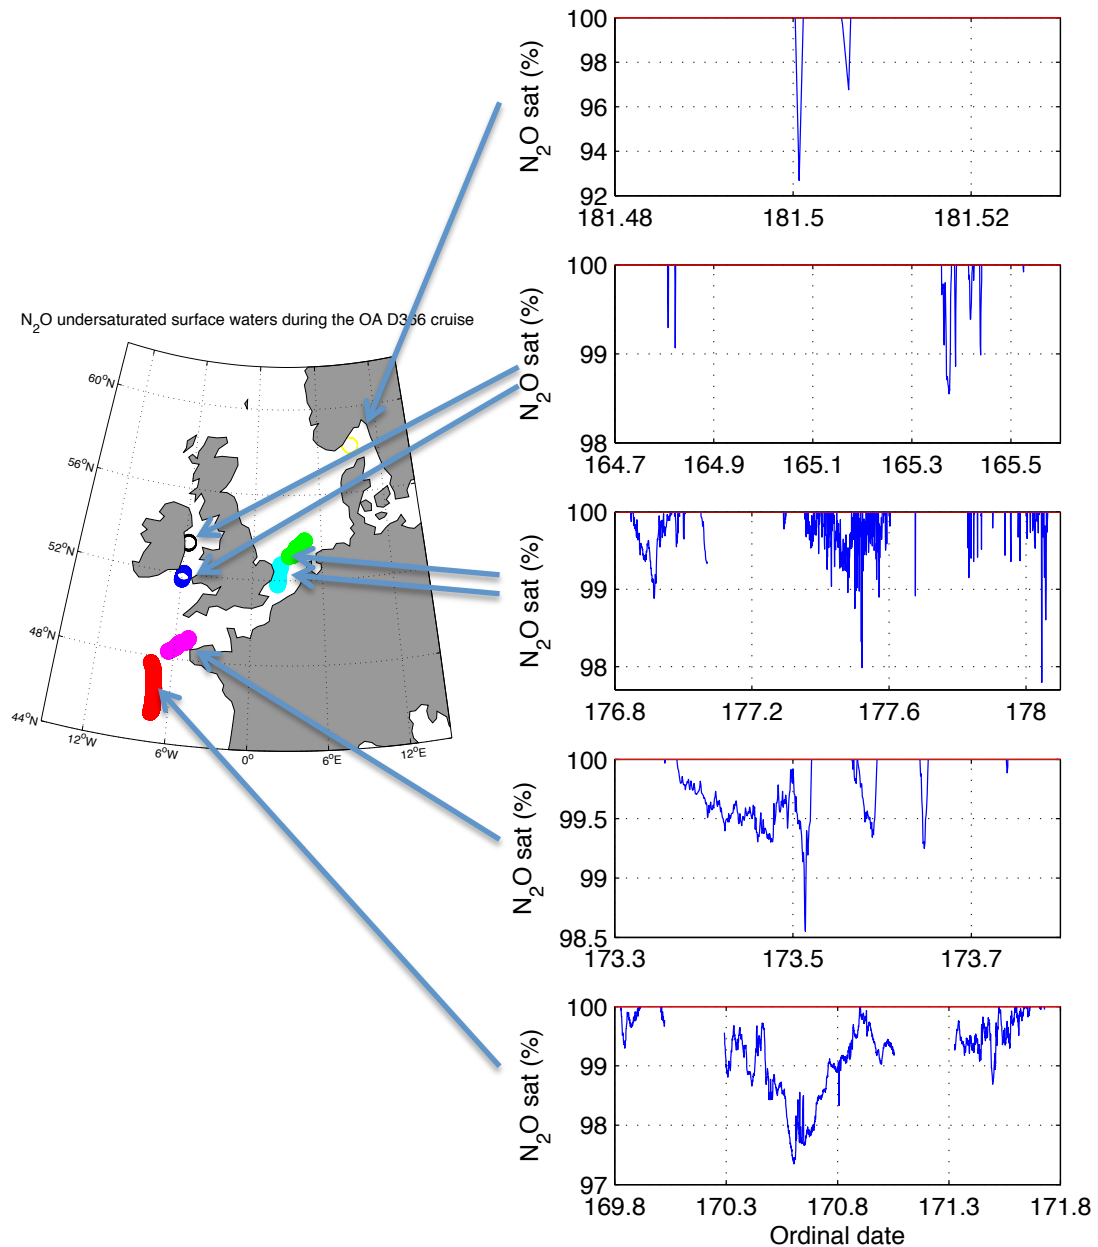 N2O undersaturated surface waters during the OA D366 cruise
60°N
56°N
52°N
48°N
44°N
12°W
6°W
0°
6°E
12°E
N2O sat (%)
100
98
96
94
92
181.48
181.5
181.52
N2O sat (%)
100
99
98
164.7
164.9
165.1
165.3
165.5
N2O sat (%)
100
99
98
176.8
177.2
177.6
178
N2O sat (%)
100
99.5
99
98.5
173.3
173.5
173.7
N2O sat (%)
100
99
98
97
169.8
170.3
170.8
171.3
171.8
Ordinal date